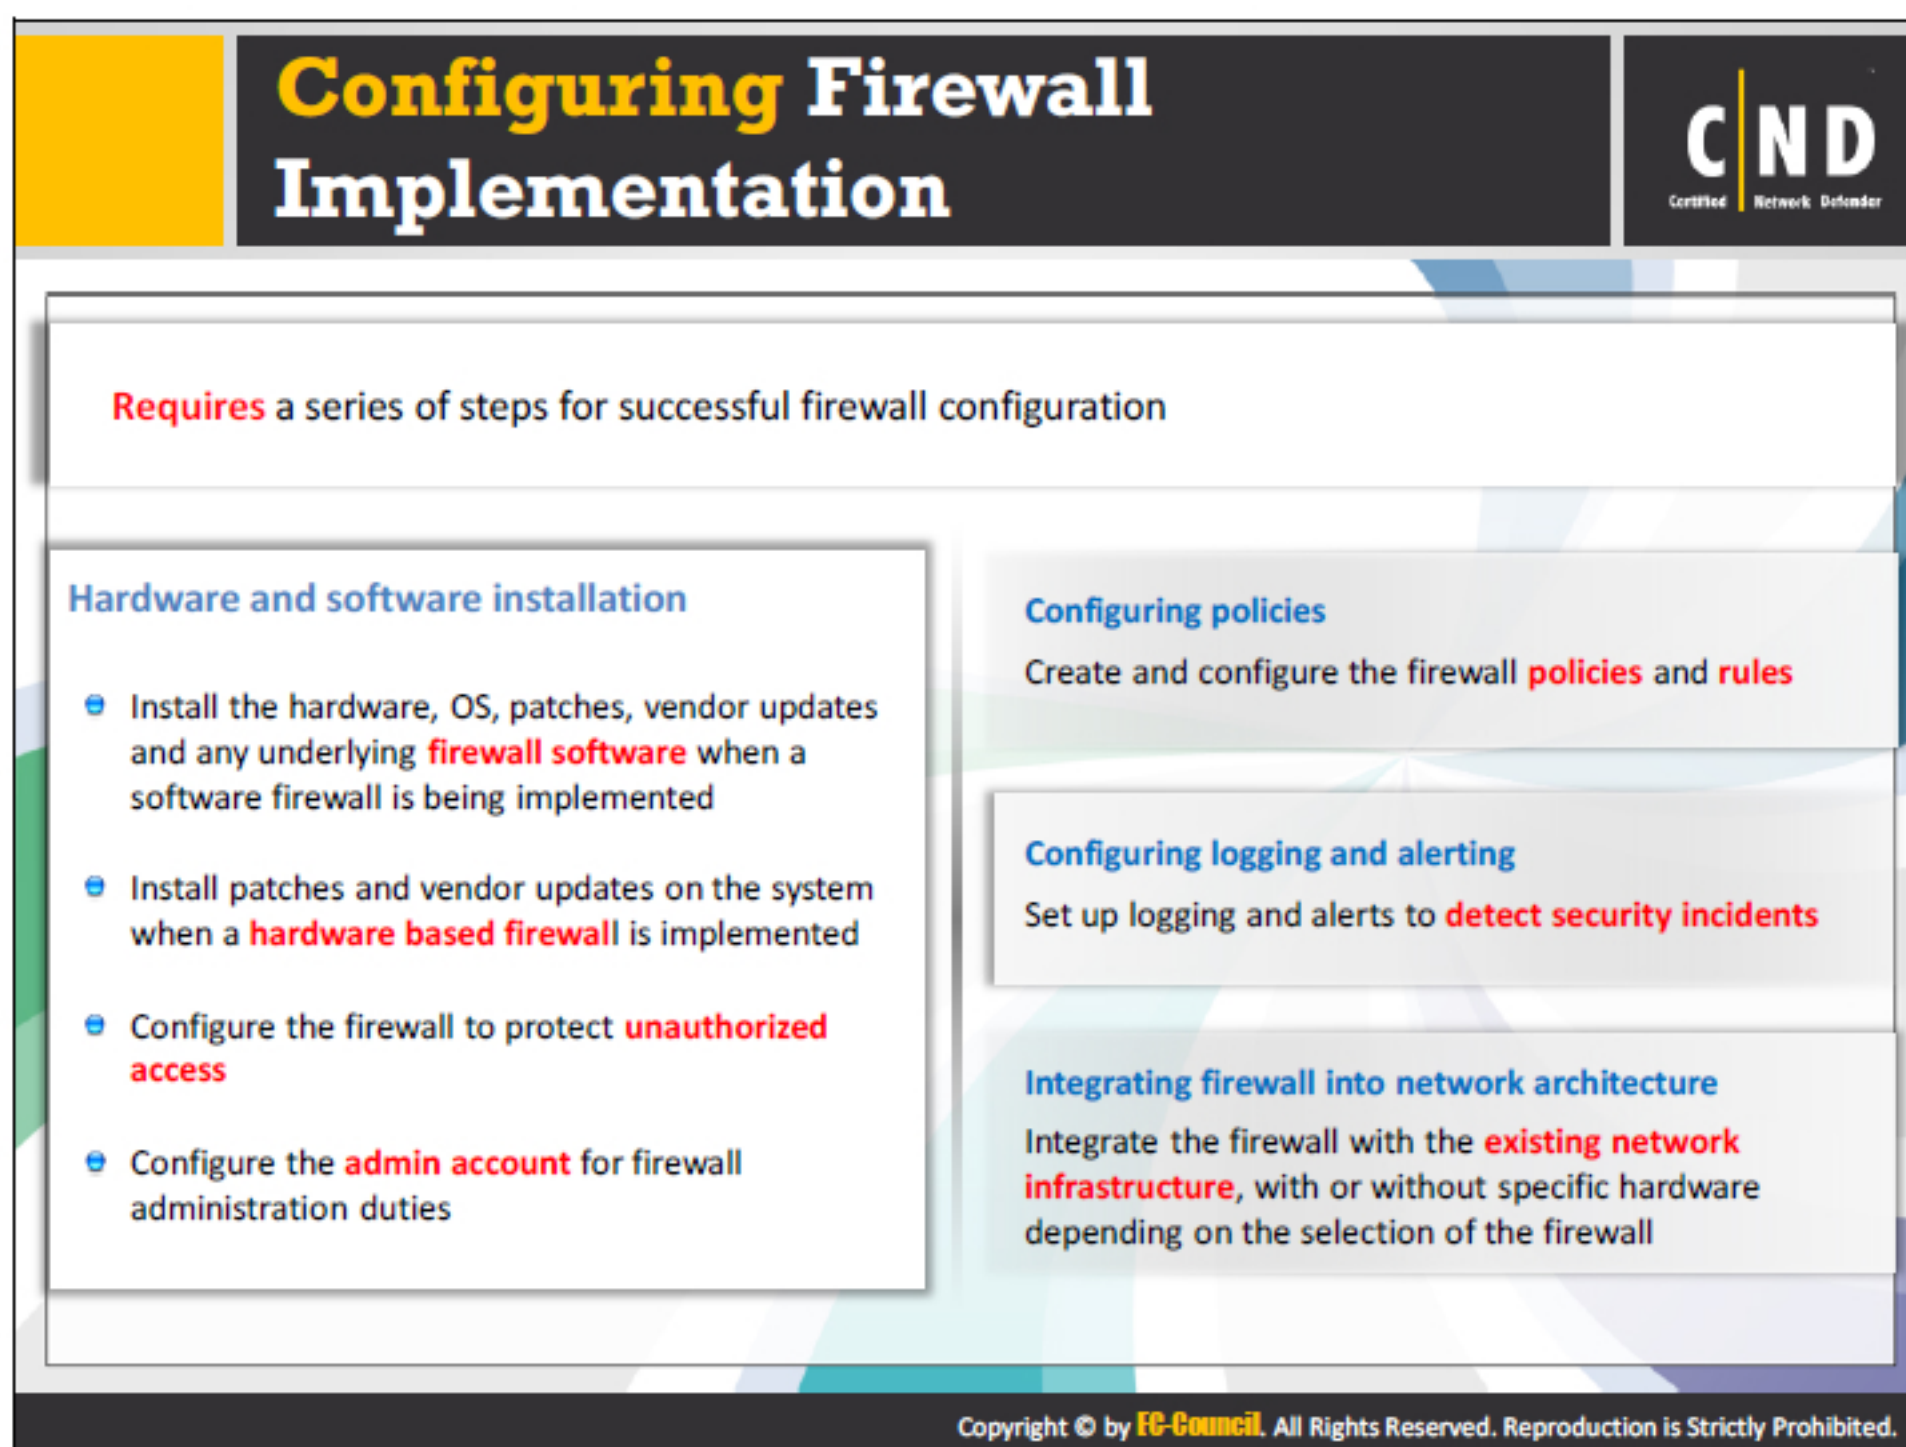 Configuring Firewall
Implementation
C ND
Certified Network Defender
Requires a series of steps for successful firewall configuration
Hardware and software installation
Install the hardware, OS, patches, vendor updates
and any underlying firewall software when a
software firewall is being implemented
Install patches and vendor updates on the system
when a hardware based firewall is implemented
Configure the firewall to protect unauthorized
access
Configure the admin account for firewall
administration duties
Configuring policies
Create and configure the firewall policies and rules
Configuring logging and alerting
Set up logging and alerts to detect security incidents
Integrating firewall into network architecture
Integrate the firewall with the existing network
infrastructure, with or without specific hardware
depending on the selection of the firewall
Copyright © by EC-Council. All Rights Reserved. Reproduction is Strictly Prohibited.